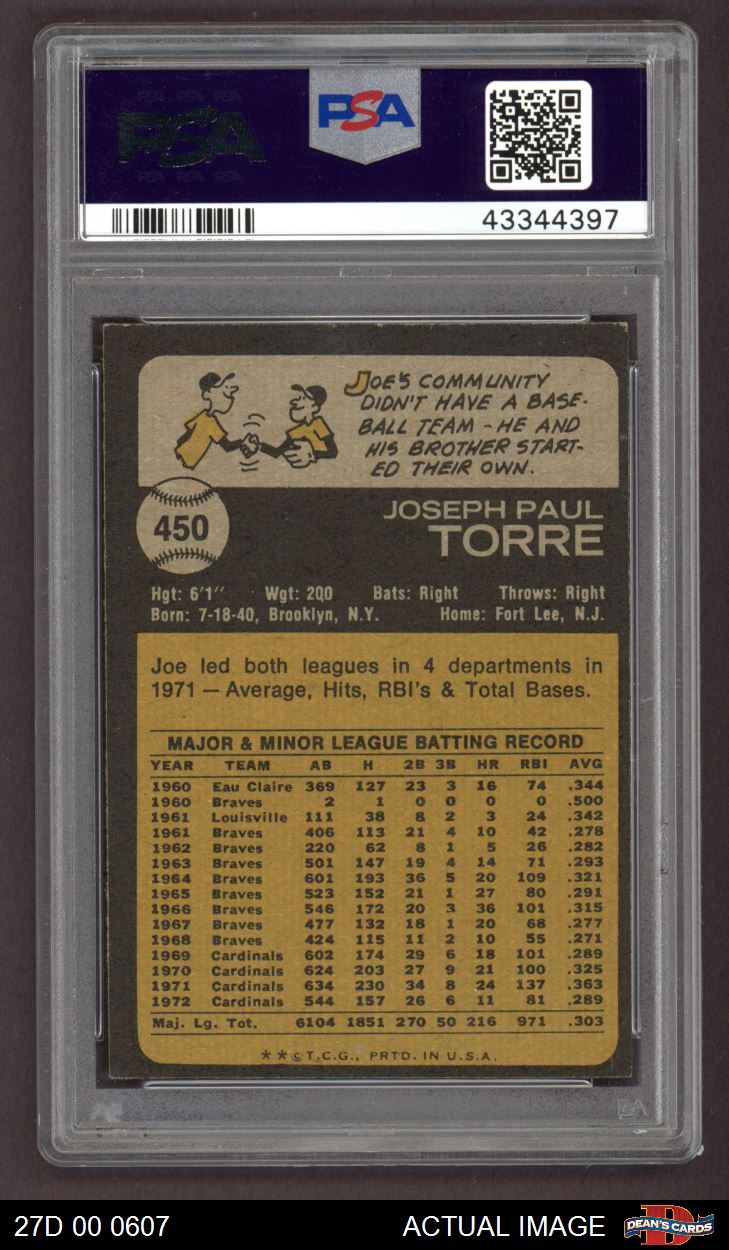 PSA PSA PSA
PSA
PSA PSA PSA
PSA
43344397
JOE'S COMMUNITY
DIDN'T HAVE A BASE-
BALL TEAM - HE AND
HIS BROTHER START-
ED THEIR OWN.
450
JOSEPH PAUL
TORRE
Hgt: 6'1" Wgt: 200 Bats: Right Throws: Right
Born: 7-18-40, Brooklyn, N.Y. Home: Fort Lee, N.J.
Joe led both leagues in 4 departments in
1971 — Average, Hits, RBI's & Total Bases.
MAJOR & MINOR LEAGUE BATTING RECORD
YEAR TEAM AB H 2B 3B HR RBI AVG
1960 Eau Claire 369 127 23 3 16 74 .344
1960 Braves 2 1 0 0 0 0 .500
1961 Louisville 111 38 8 2 3 24 .342
1961 Braves 406 113 21 4 10 42 .278
1962 Braves 220 62 8 1 5 26 .282
1963 Braves 501 147 19 4 14 71 .293
1964 Braves 601 193 36 5 20 109 .321
1965 Braves 523 152 21 1 27 80 .291
1966 Braves 546 172 20 3 36 101 .315
1967 Braves 477 132 18 1 20 68 .277
1968 Braves 424 115 11 2 10 55 .271
1969 Cardinals 602 174 29 6 18 101 .289
1970 Cardinals 624 203 27 9 21 100 .325
1971 Cardinals 634 230 34 8 24 137 .363
1972 Cardinals 544 157 26 6 11 81 .289
Maj. Lg. Tot. 6104 1851 270 50 216 971 .303
**©T.C.G., PRTD. IN U.S.A.
PSA
27D 00 0607 ACTUAL IMAGE DEAN'S CARDS